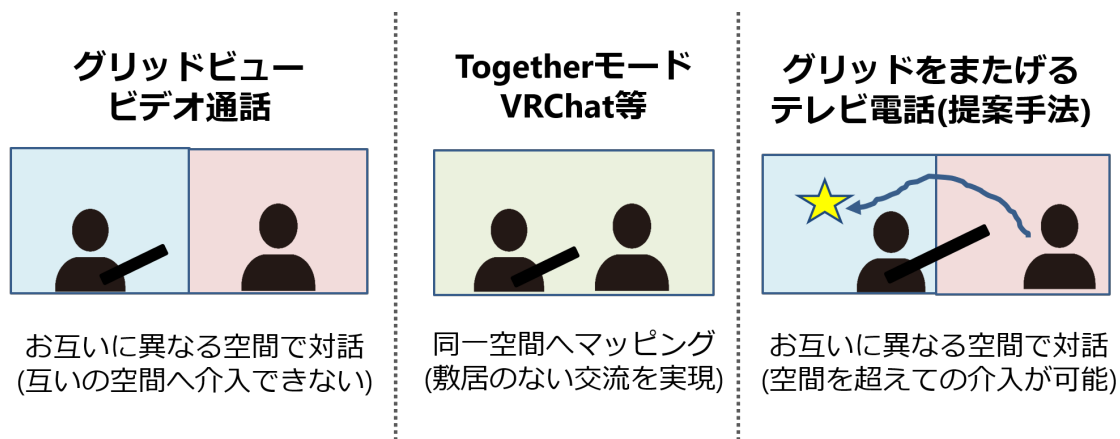 グリッドビュー
ビデオ通話
お互いに異なる空間で対話
(互いの空間へ介入できない)
Togetherモード
VRChat等
同一空間へマッピング
(敷居のない交流を実現)
グリッドをまたげる
テレビ電話(提案手法)
お互いに異なる空間で対話
(空間を超えての介入が可能)